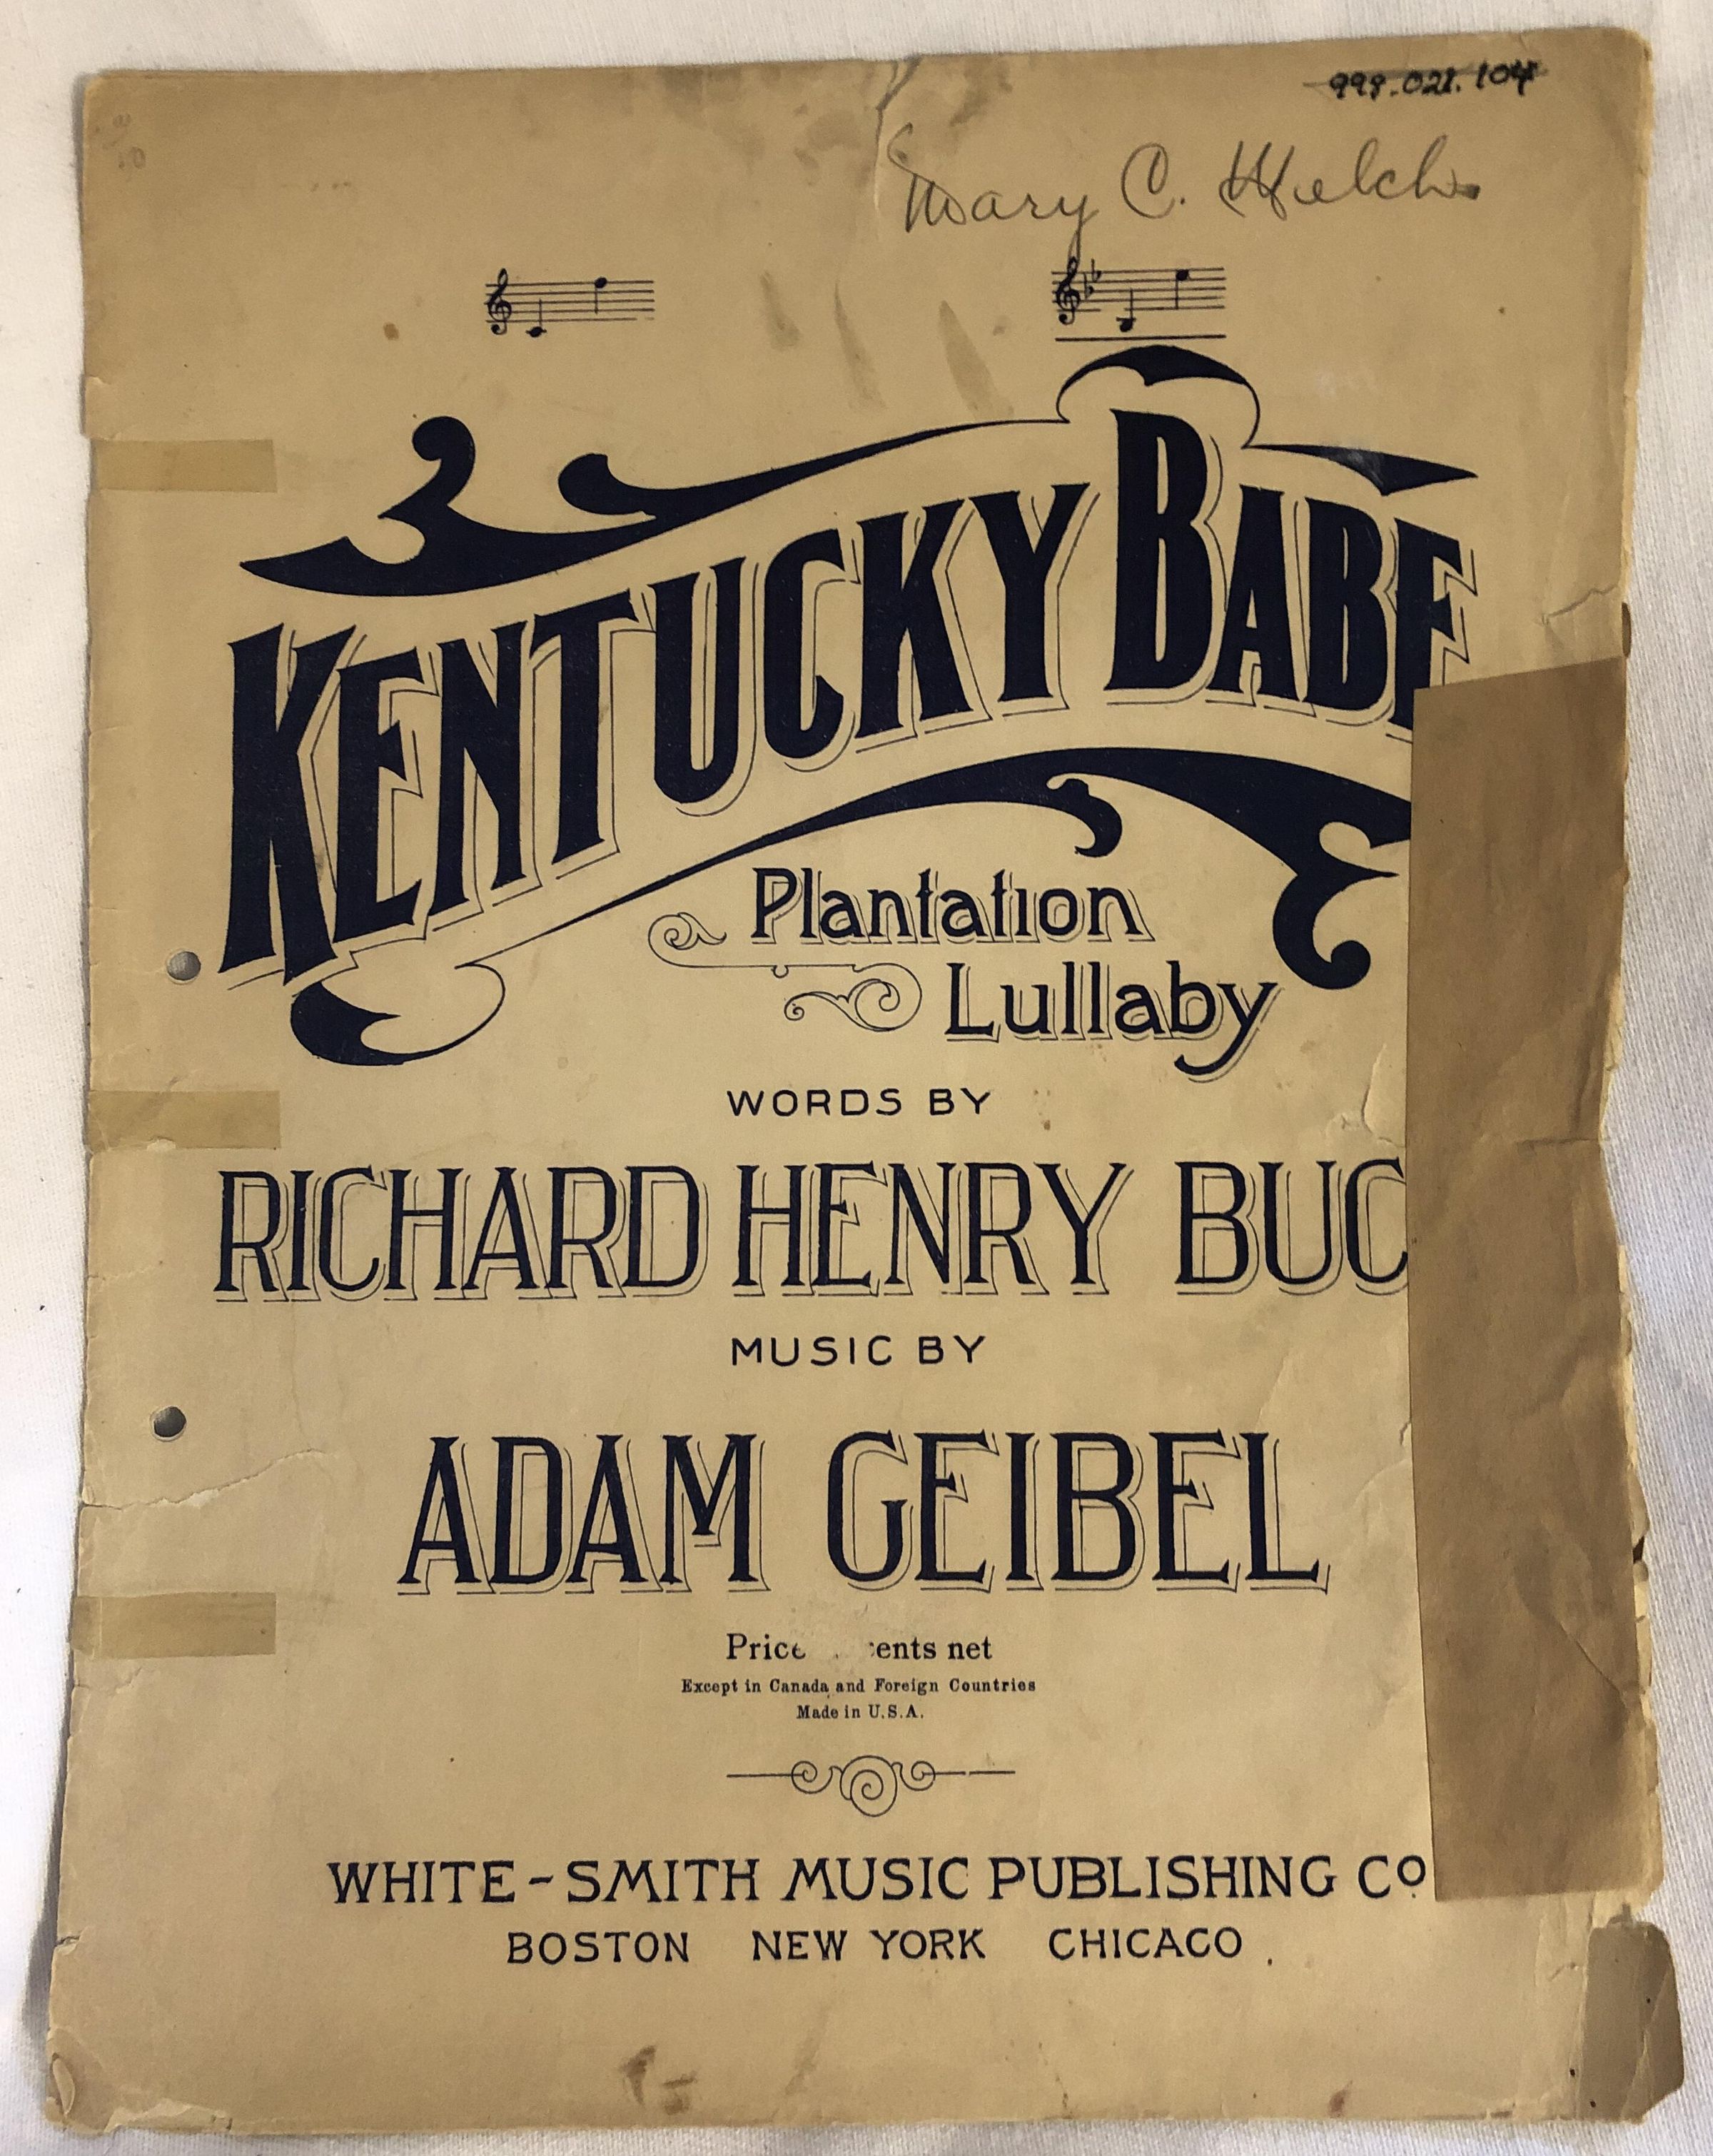 998.021.104
Mary C. Welch
KENTUCKY BABE
a Plantation
Lullaby
WORDS BY
RICHARD HENRY BUC
MUSIC BY
ADAM GEIBEL
Price ents net
Except in Canada and Foreign Countries
Made in U.S.A.
WHITE-SMITH MUSIC PUBLISHING Co
BOSTON NEW YORK CHICAGO